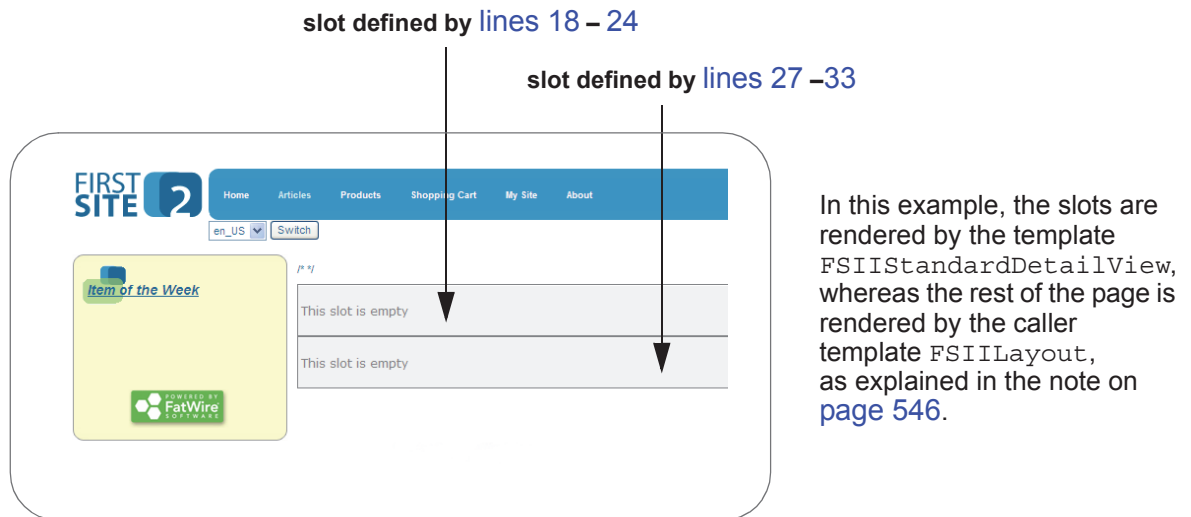 slot defined by lines 18 – 24
slot defined by lines 27 –33
FIRST
SITE 2
Home Articles Products Shopping Cart My Site About
en_US Switch
/* */
Item of the Week
This slot is empty
This slot is empty
POWERED BY
FatWire
SOFTWARE
In this example, the slots are
rendered by the template
FSIIStandardDetailView,
whereas the rest of the page is
rendered by the caller
template FSIILayout,
as explained in the note on
page 546.